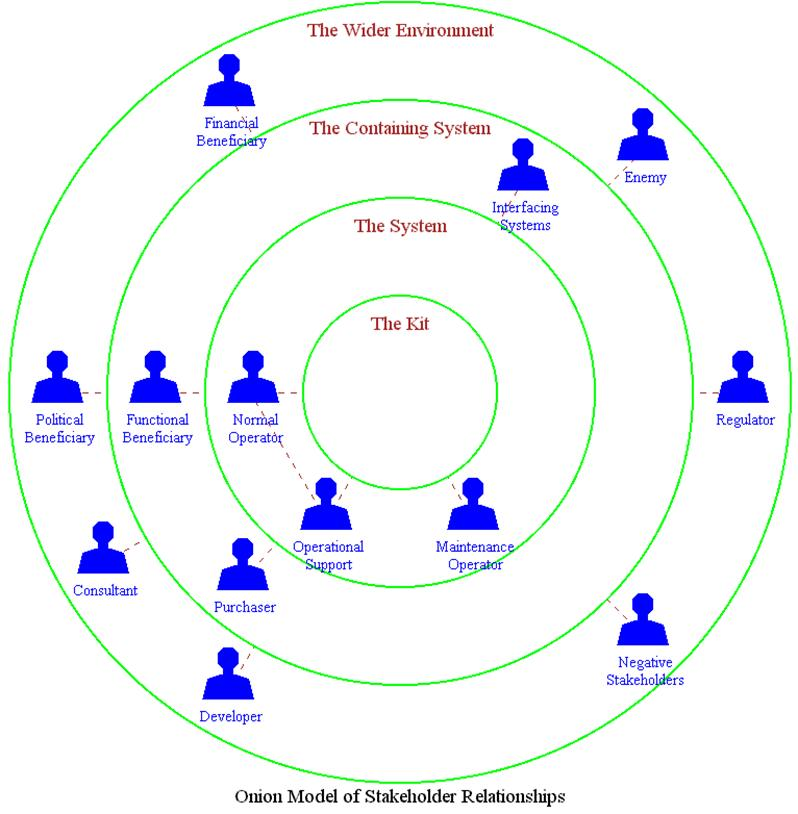 The Wider Environment
Financial
Beneficiary
The Containing System
Enemy
Interfacing
Systems
The System
The Kit
Political
Beneficiary
Functional
Beneficiary
Normal
Operator
Regulator
Operational
Support
Maintenance
Operator
Consultant
Purchaser
Negative
Stakeholders
Developer
Onion Model of Stakeholder Relationships